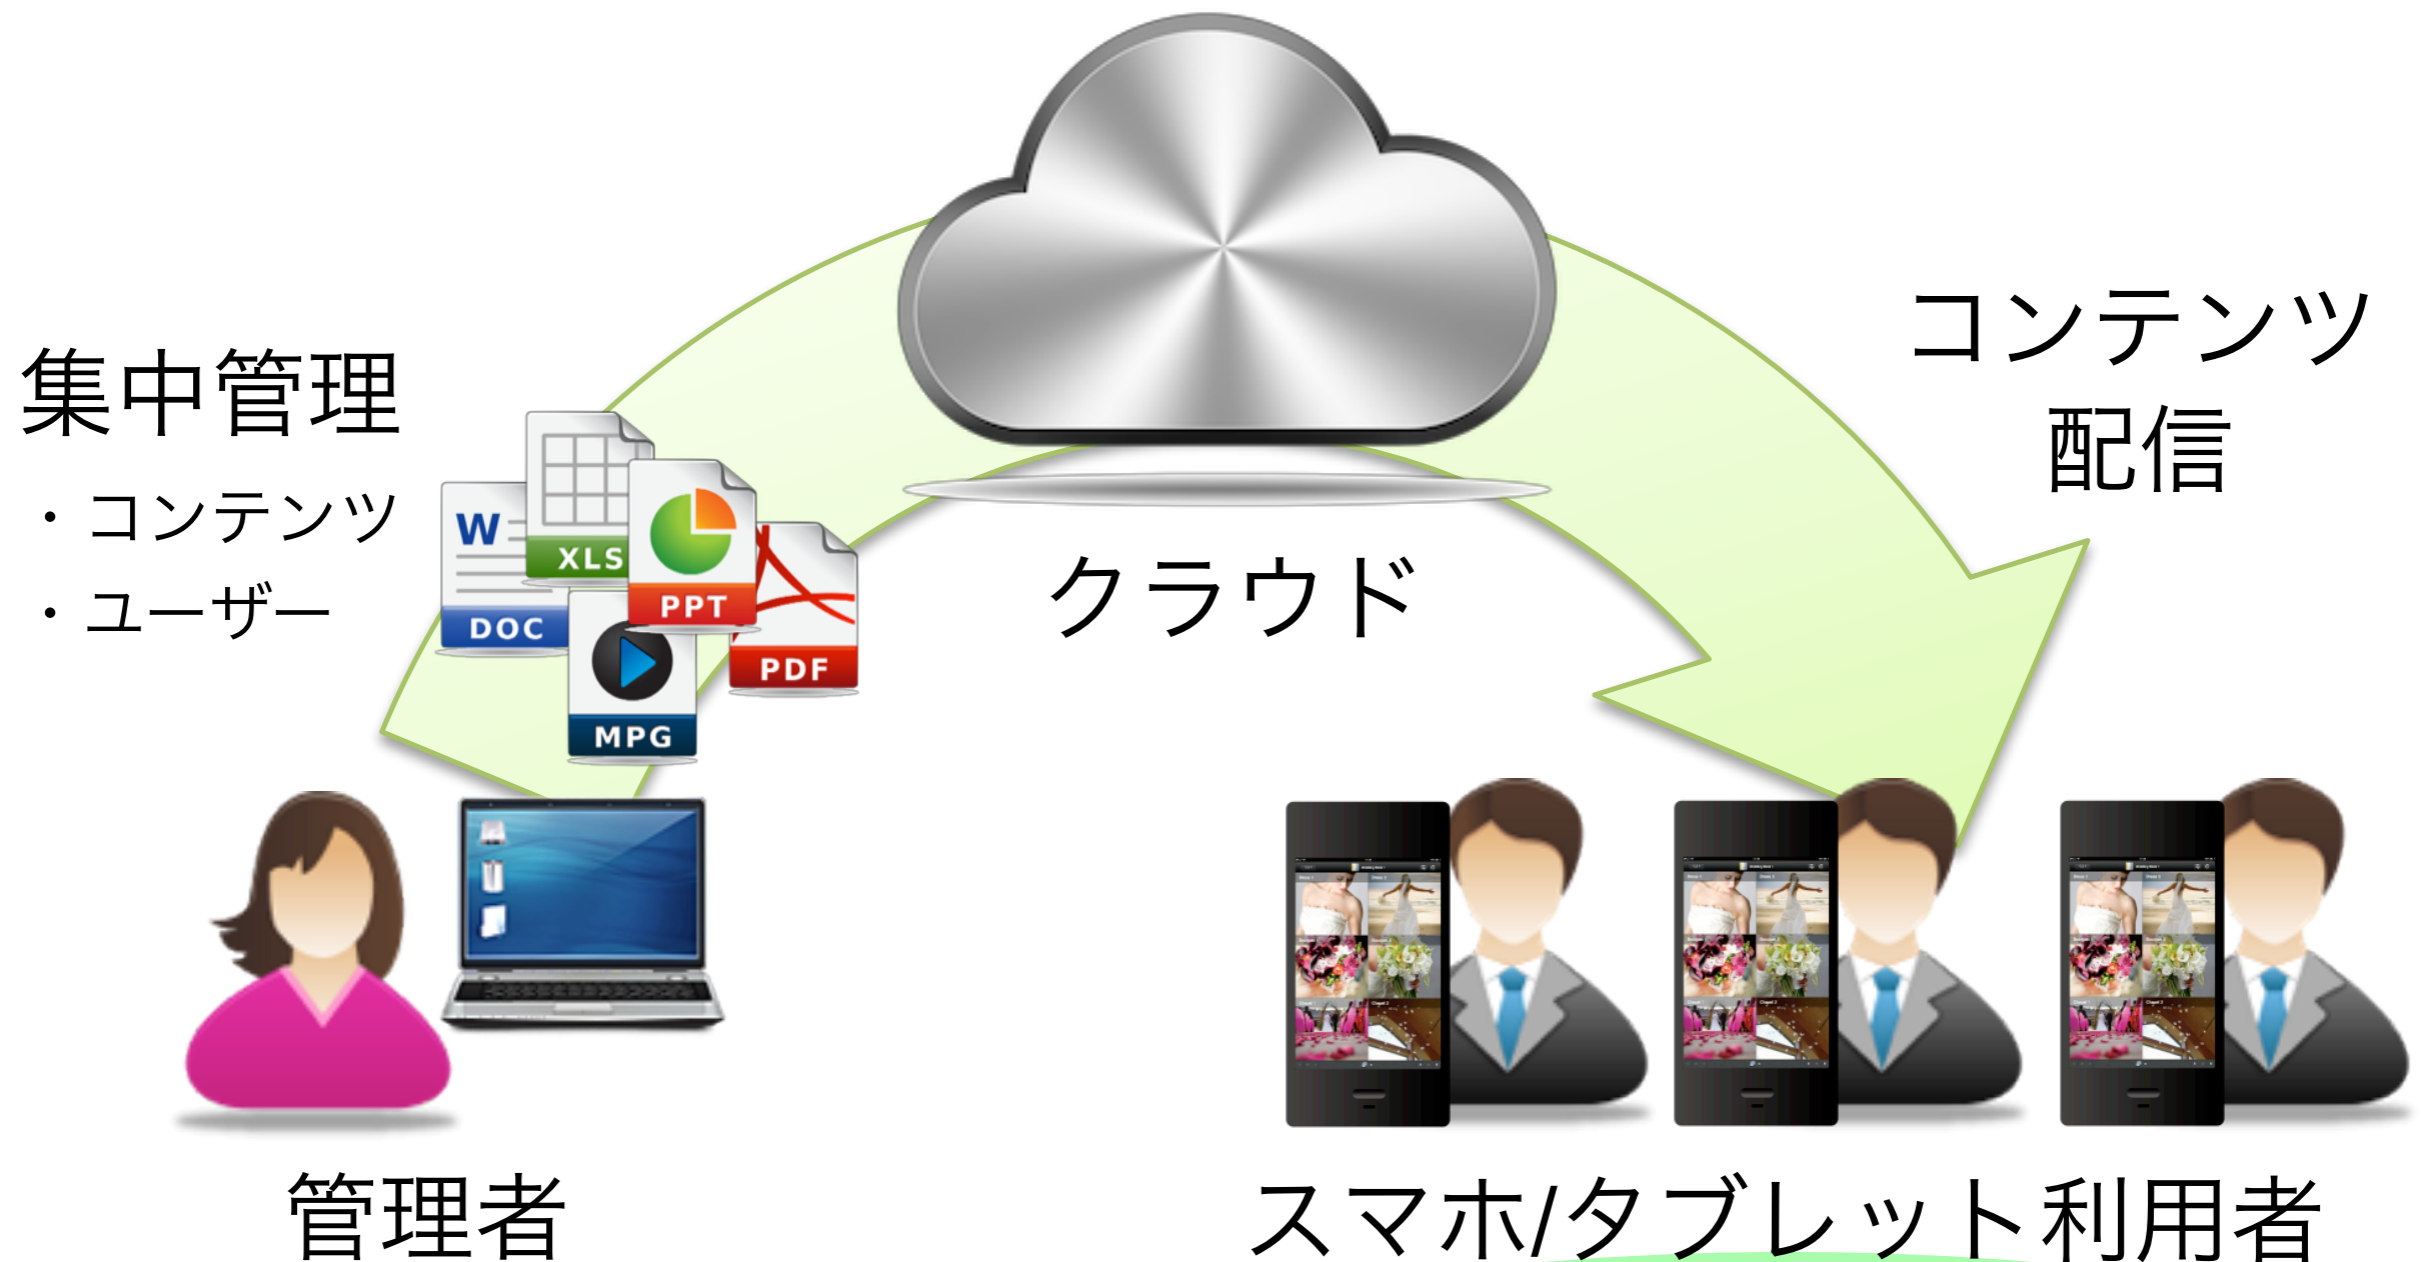 集中管理
・コンテンツ
・ユーザー
W
XLS
DOC
PPT
PDF
MPG
クラウド
コンテンツ
配信
管理者
スマホ/タブレット利用者